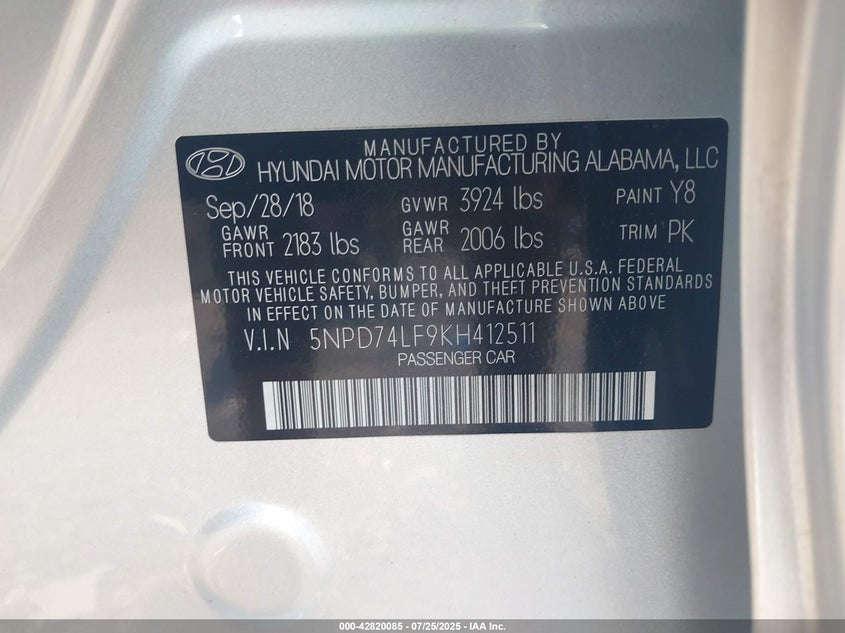 MANUFACTURED BY
HYUNDAI MOTOR MANUFACTURING ALABAMA, LLC
Sep/28/18 GVWR 3924 lbs PAINT Y8
GAWR FRONT 2183 lbs GAWR REAR 2006 lbs TRIM PK
THIS VEHICLE CONFORMS TO ALL APPLICABLE U.S.A. FEDERAL
MOTOR VEHICLE SAFETY, BUMPER, AND THEFT PREVENTION STANDARDS
IN EFFECT ON THE DATE OF MANUFACTURE SHOWN ABOVE
V.I.N 5NPD74LF9KH412511
PASSENGER CAR
000-42820085 - 07/25/2025 - IAA Inc.